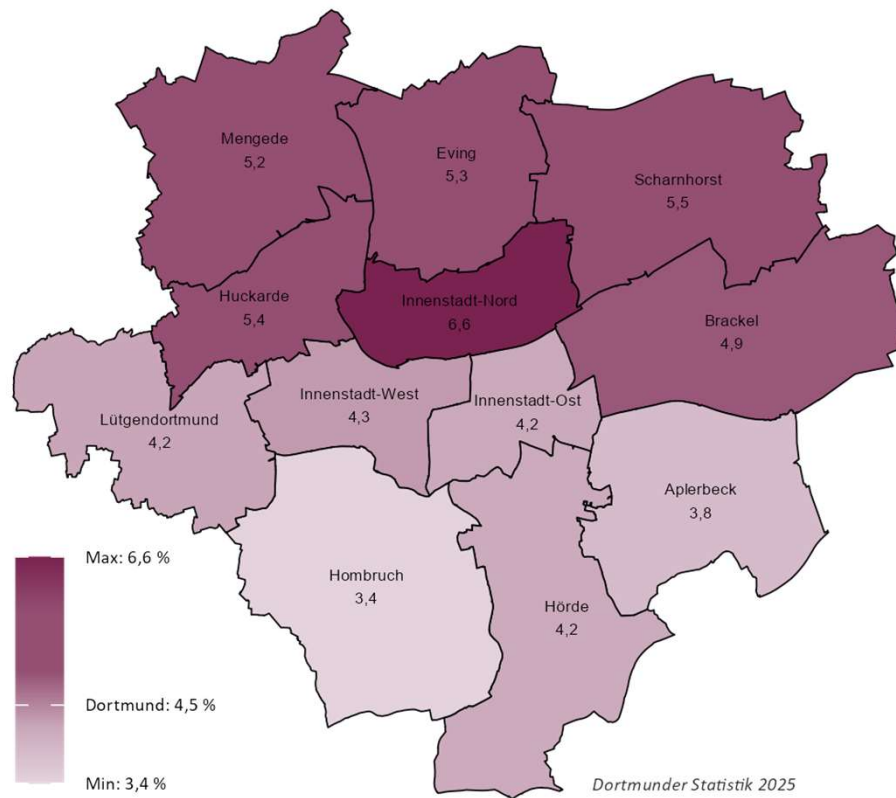 Mengede
5,2
Eving
5,3
Scharnhorst
5,5
Huckarde
5,4
Innenstadt-Nord
6,6
Brackel
4,9
Lütgendortmund
4,2
Innenstadt-West
4,3
Innenstadt-Ost
4,2
Aplerbeck
3,8
Hombruch
3,4
Hörde
4,2
Max: 6,6 %
Dortmund: 4,5 %
Min: 3,4 %
Dortmunder Statistik 2025